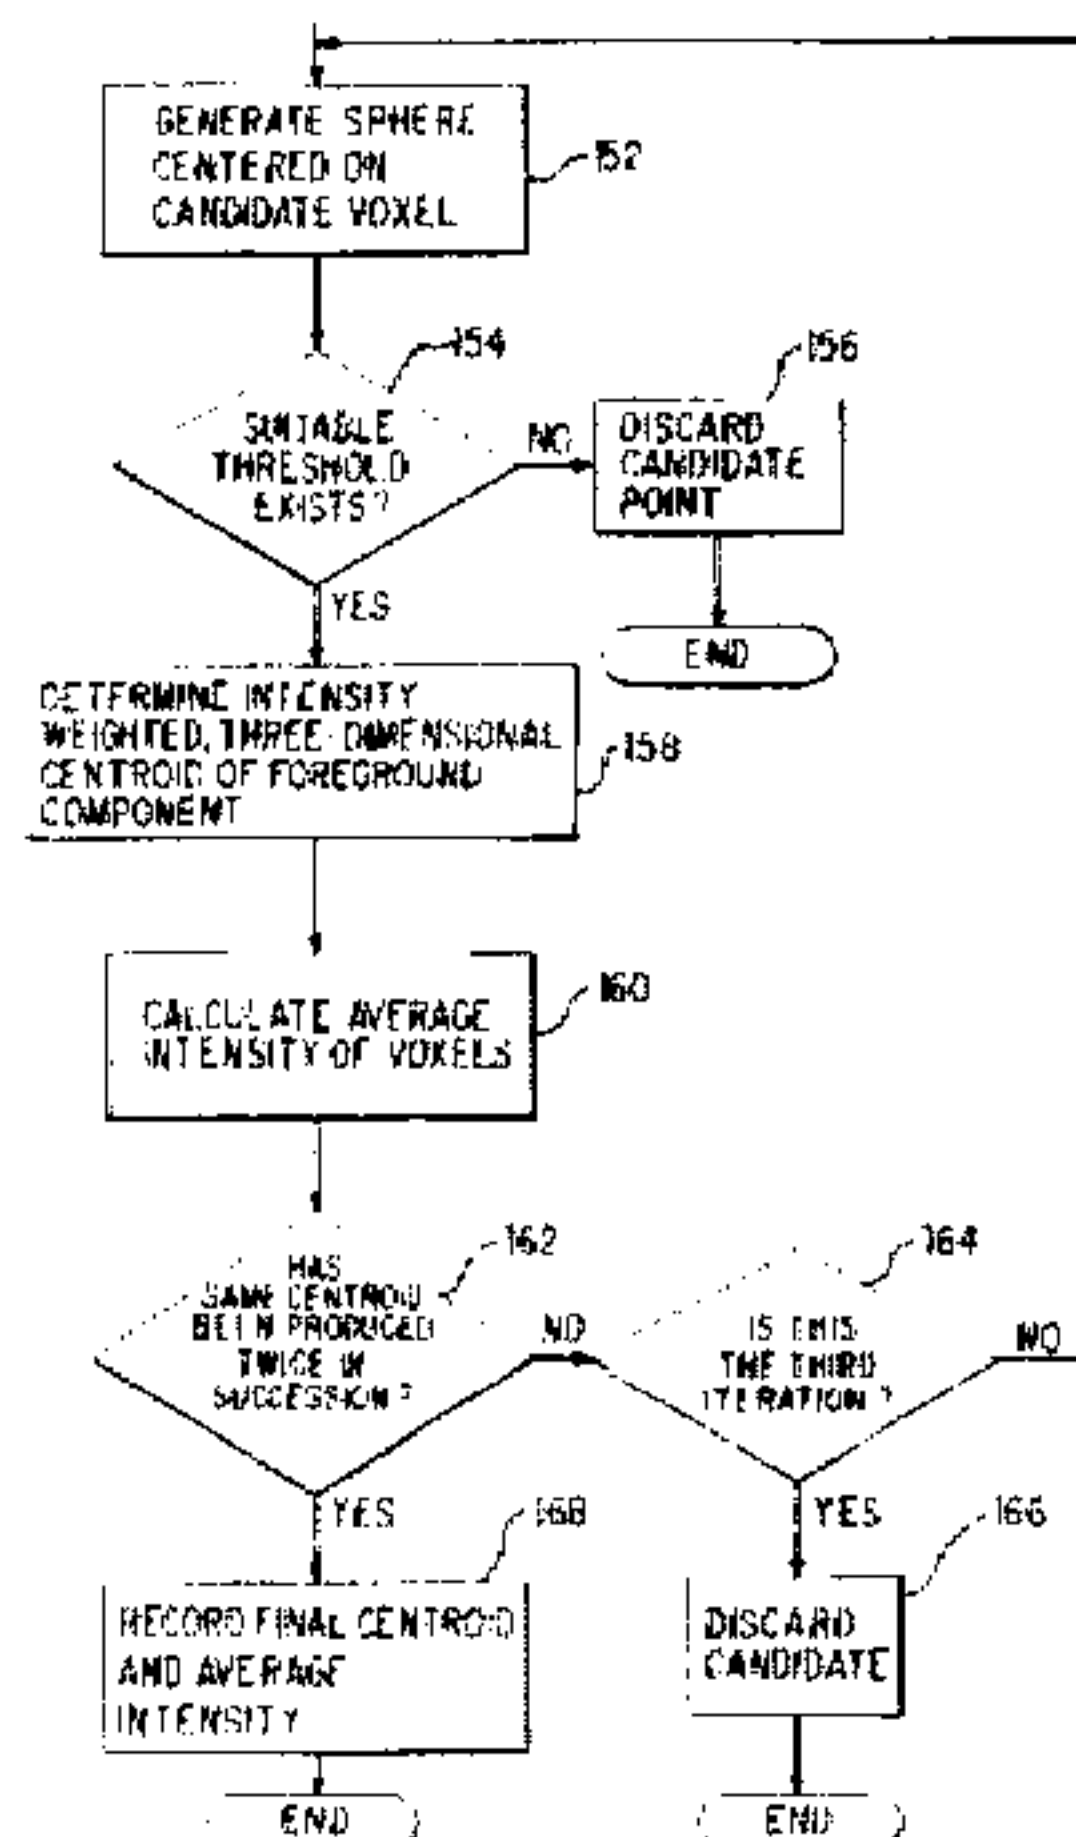 GENERATE SPHERE
CENTERED ON
CANDIDATE VOXEL
152
154
SUITABLE
THRESHOLD
EXISTS?
NO
156
DISCARD
CANDIDATE
POINT
YES
END
DETERMINE INTENSITY
WEIGHTED, THREE-DIMENSIONAL
CENTROID OF FOREGROUND
COMPONENT
158
160
CALCULATE AVERAGE
INTENSITY OF VOXELS
162
HAS
SAME CENTROID
BEEN PRODUCED
TWICE IN
SUCCESSION?
NO
164
IS THIS
THE THIRD
ITERATION?
NO
YES
168
YES
166
RECORD FINAL CENTROID
AND AVERAGE
INTENSITY
DISCARD
CANDIDATE
END
END